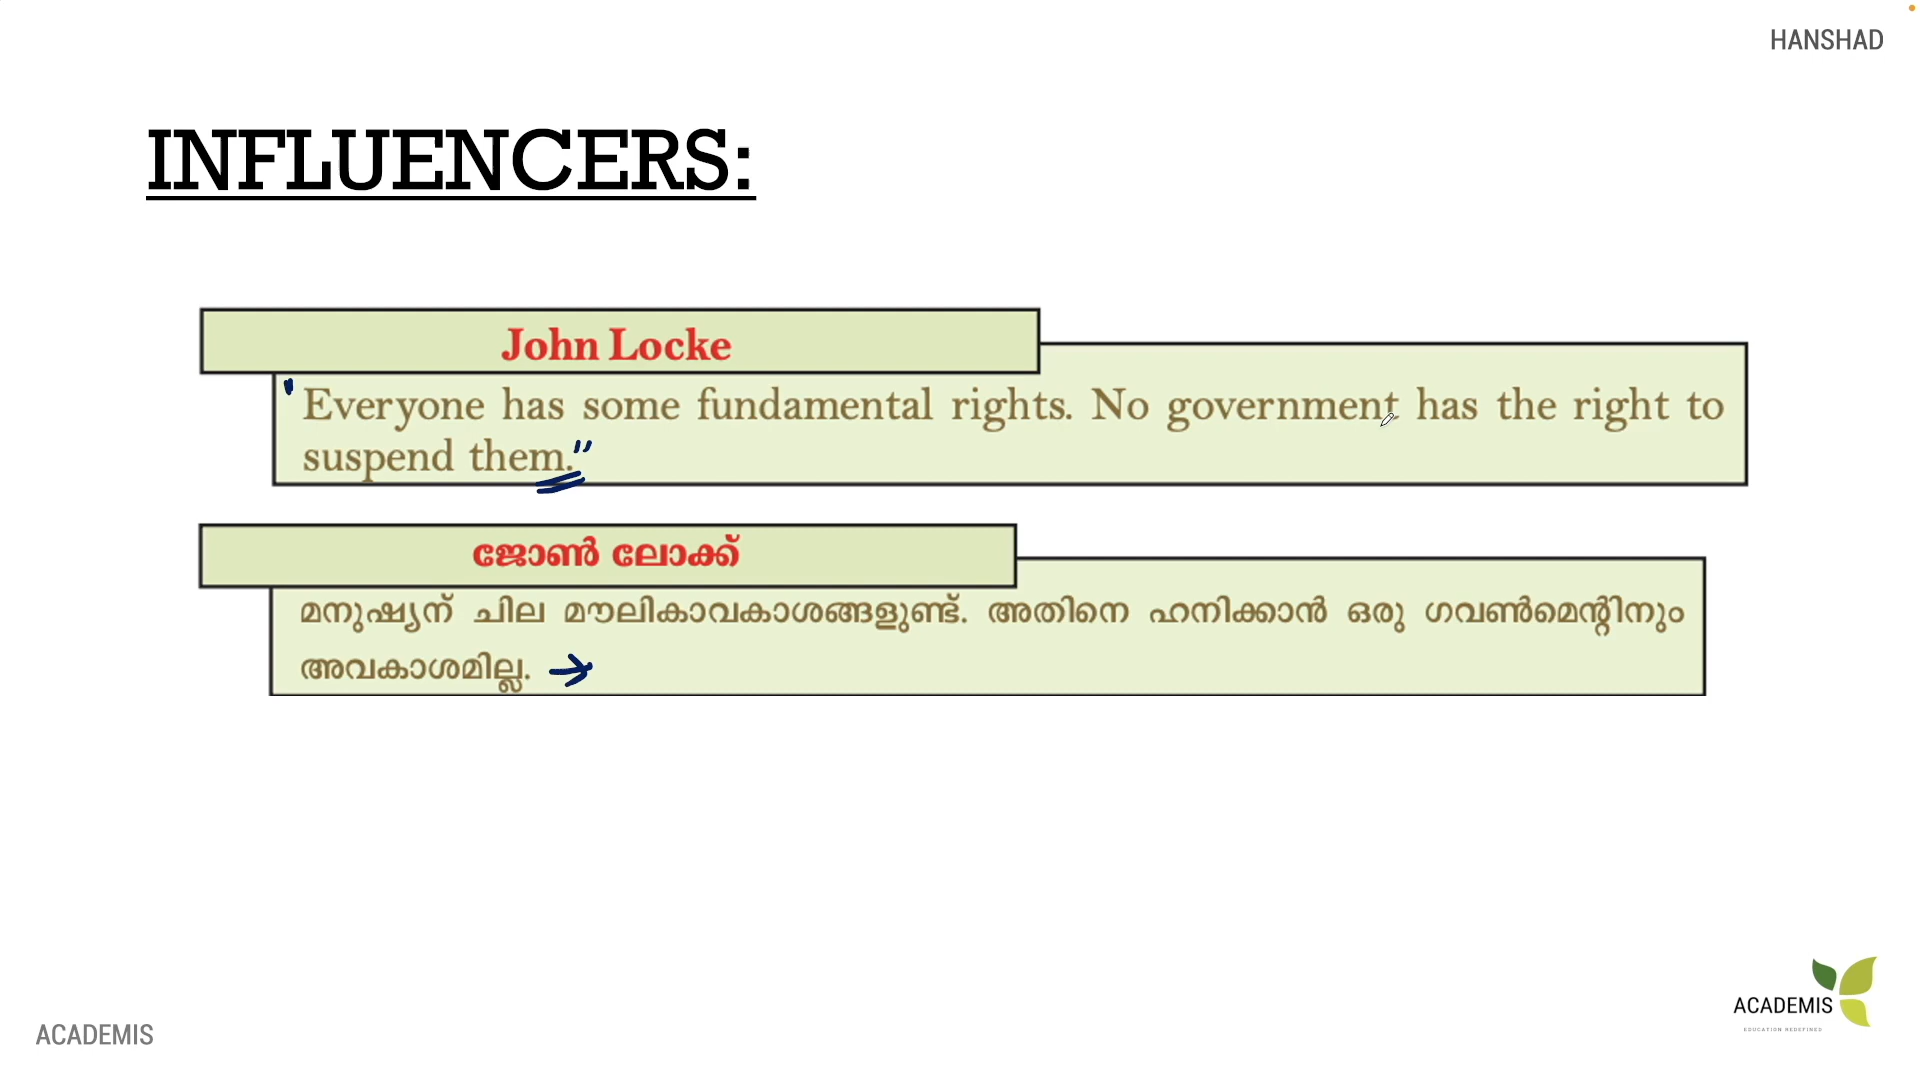 HANSHAD
INFLUENCERS:
John Locke
"Everyone has some fundamental rights. No government has the right to
suspend them."
ജോൺ ലോക്ക്
മനുഷ്യന് ചില മൗലികാവകാശങ്ങളുണ്ട്. അതിനെ ഹനിക്കാൻ ഒരു ഗവൺമെന്റിനും
അവകാശമില്ല. →
ACADEMIS
EDUCATION REDEFINED
ACADEMIS